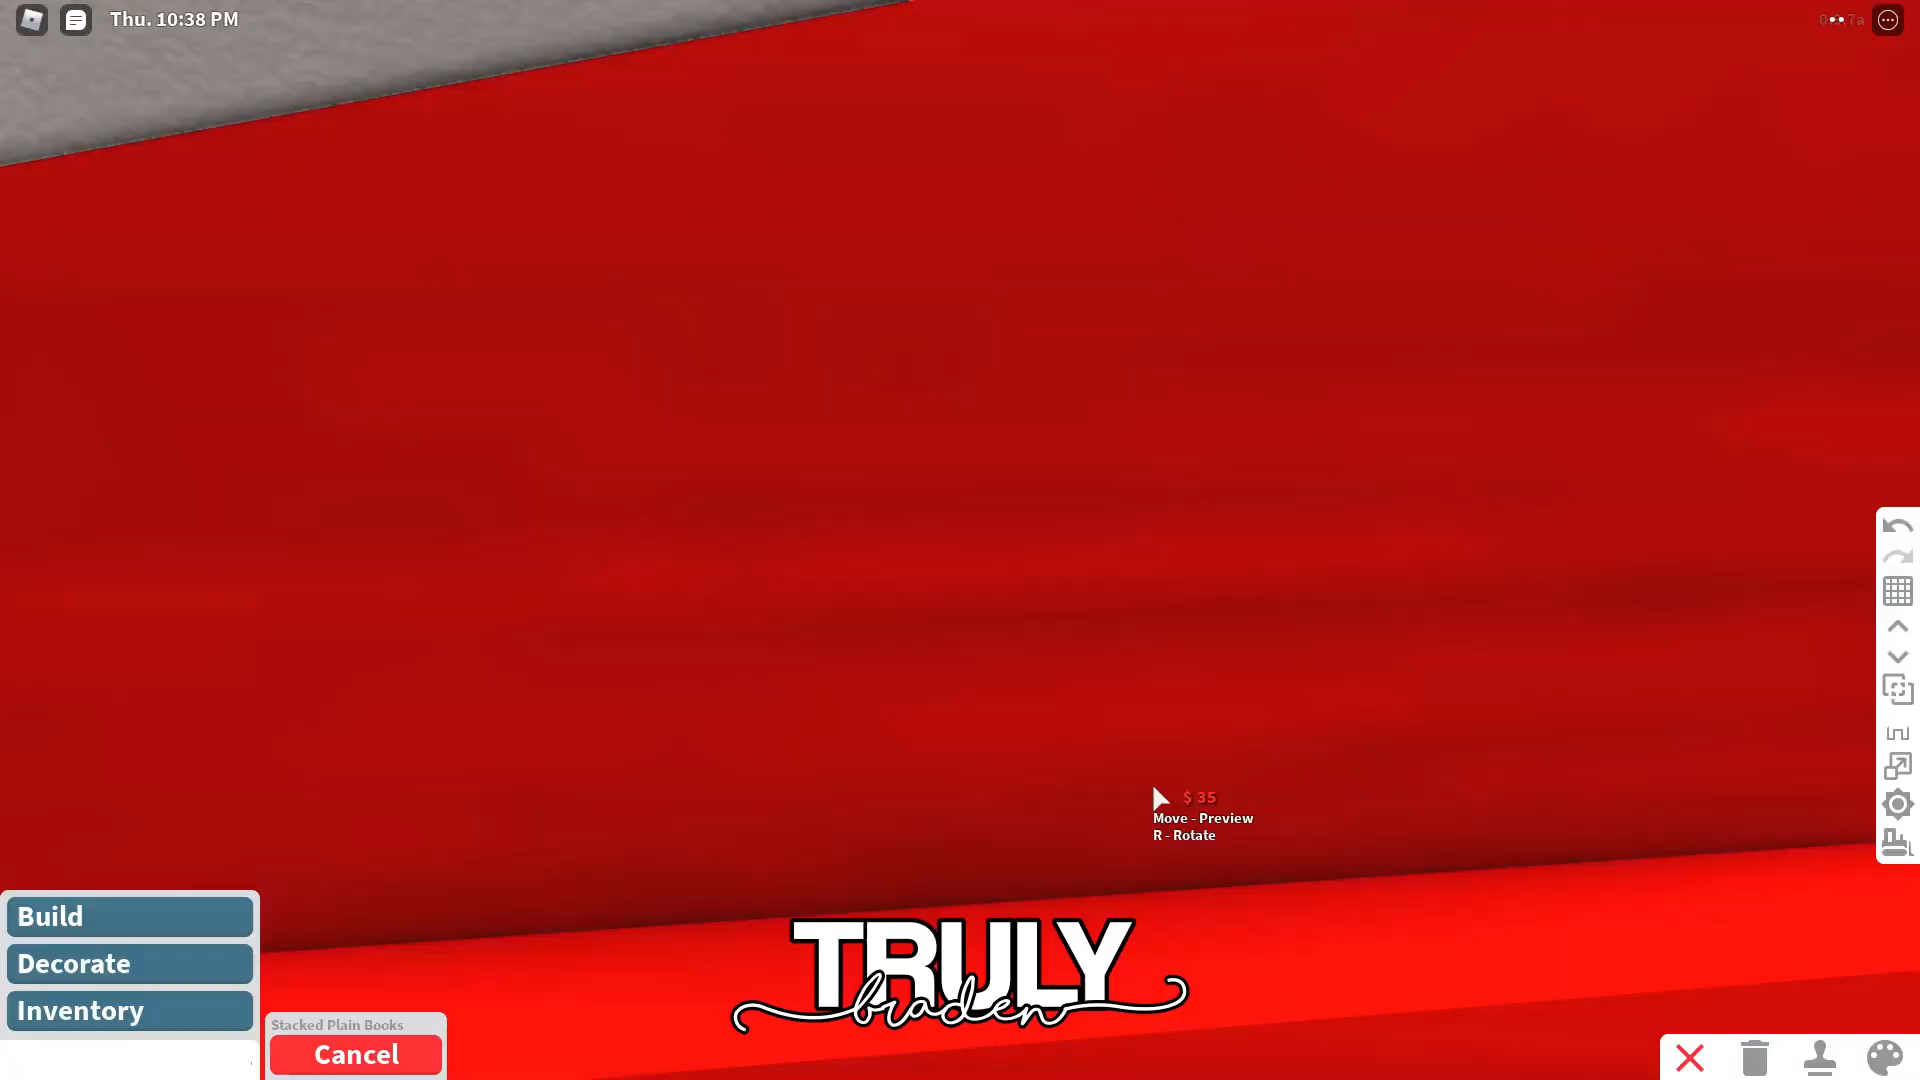 Thu. 10:38 PM
$ 35
Move - Preview
R - Rotate
Build
Decorate
Inventory
Stacked Plain Books
Cancel
TRULY
braden